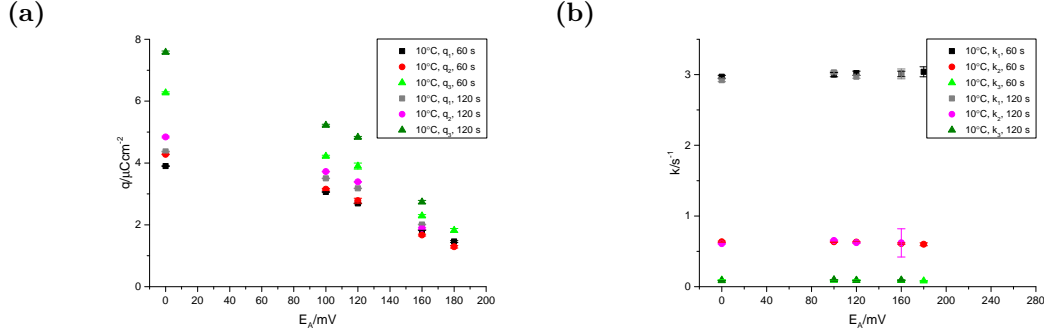 (a)
8
6
4
2
0
q/μCcm⁻²
0 20 40 60 80 100 120 140 160 180 200
E_A/mV
10°C, q₁, 60 s
10°C, q₂, 60 s
10°C, q₃, 60 s
10°C, q₁, 120 s
10°C, q₂, 120 s
10°C, q₃, 120 s
(b)
3
2
1
0
k/s⁻¹
0 40 80 120 160 200 240 280
E_A/mV
10°C, k₁, 60 s
10°C, k₂, 60 s
10°C, k₃, 60 s
10°C, k₁, 120 s
10°C, k₂, 120 s
10°C, k₃, 120 s